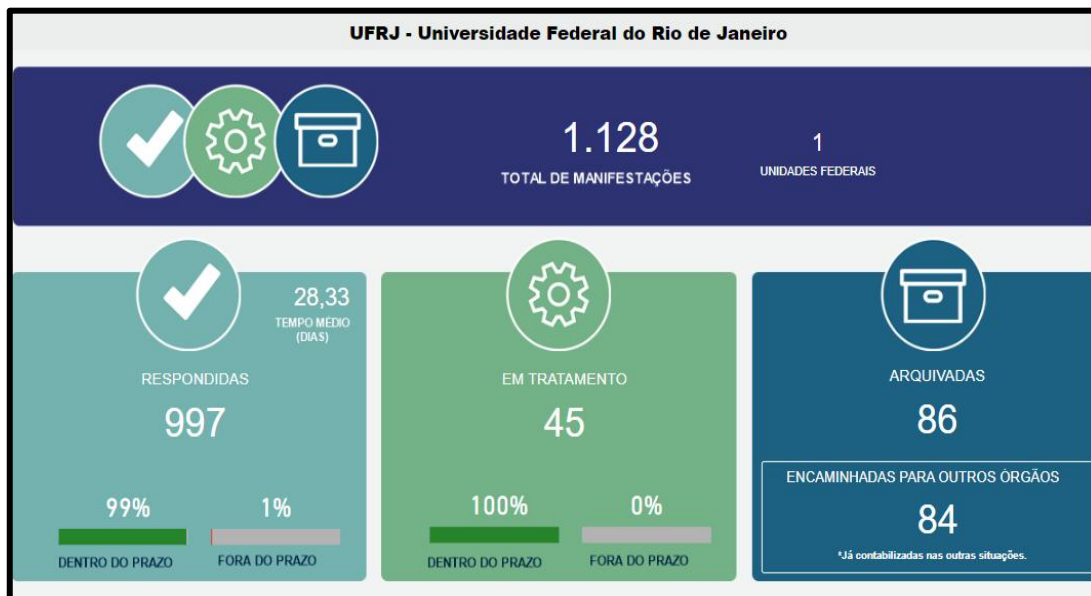 UFRJ - Universidade Federal do Rio de Janeiro
1.128
TOTAL DE MANIFESTAÇÕES
1
UNIDADES FEDERAIS
28,33
TEMPO MÉDIO
(DIAS)
RESPONDIDAS
997
99%
1%
DENTRO DO PRAZO
FORA DO PRAZO
EM TRATAMENTO
45
100%
0%
DENTRO DO PRAZO
FORA DO PRAZO
ARQUIVADAS
86
ENCAMINHADAS PARA OUTROS ÓRGÃOS
84
*Já contabilizadas nas outras situações.